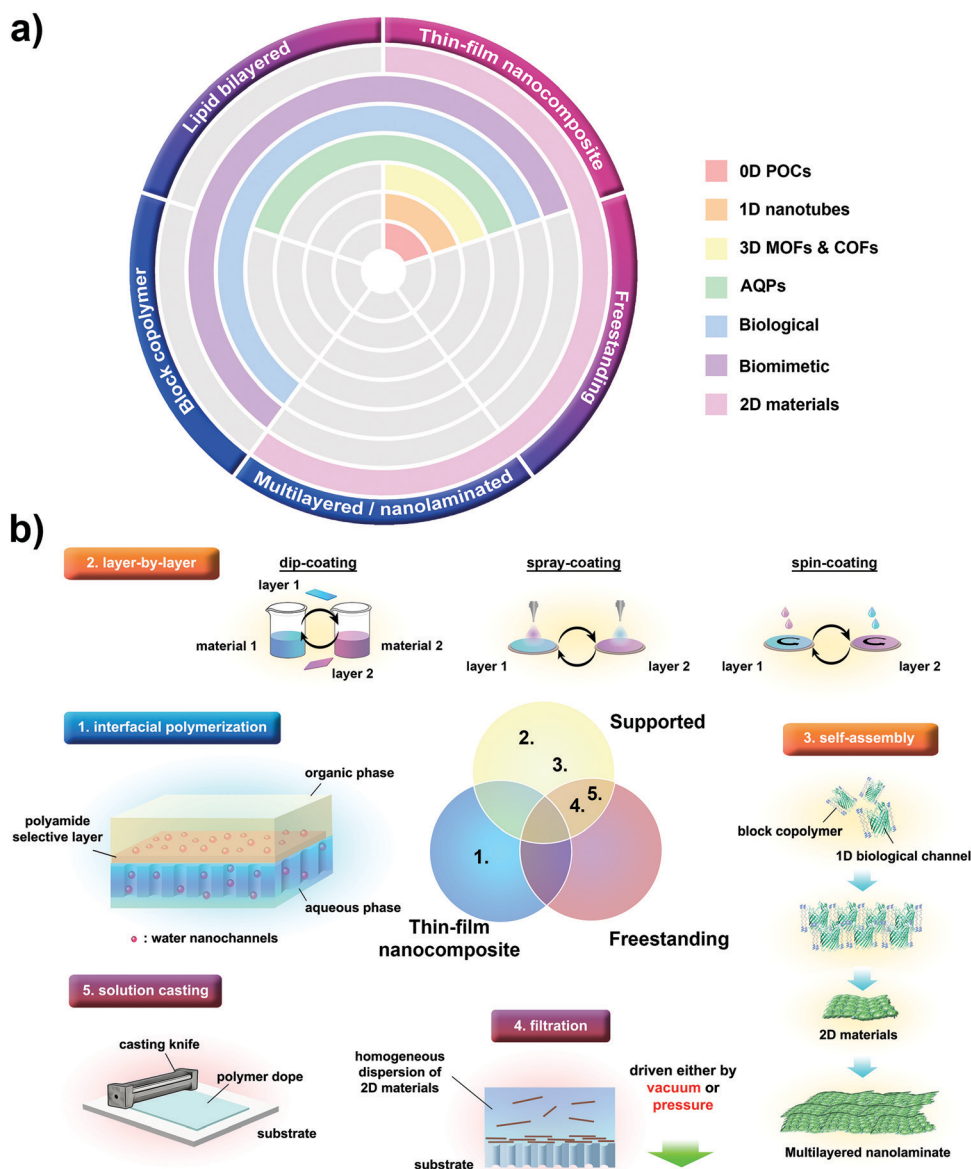 a)
Lipid bilayered
Thin-film nanocomposite
Freestanding
Multilayered / nanolaminated
Block copolymer
0D POCs
1D nanotubes
3D MOFs & COFs
AQPs
Biological
Biomimetic
2D materials
b)
2. layer-by-layer
dip-coating
layer 1
material 1
material 2
layer 2
spray-coating
layer 1
layer 2
spin-coating
layer 1
layer 2
1. interfacial polymerization
organic phase
polyamide
selective layer
aqueous phase
: water nanochannels
Supported
2.
3.
5.
4.
1.
Thin-film
nanocomposite
Freestanding
3. self-assembly
block copolymer
1D biological channel
2D materials
Multilayered nanolaminate
5. solution casting
casting knife
polymer dope
substrate
4. filtration
homogeneous
dispersion of
2D materials
substrate
driven either by
vacuum or
pressure